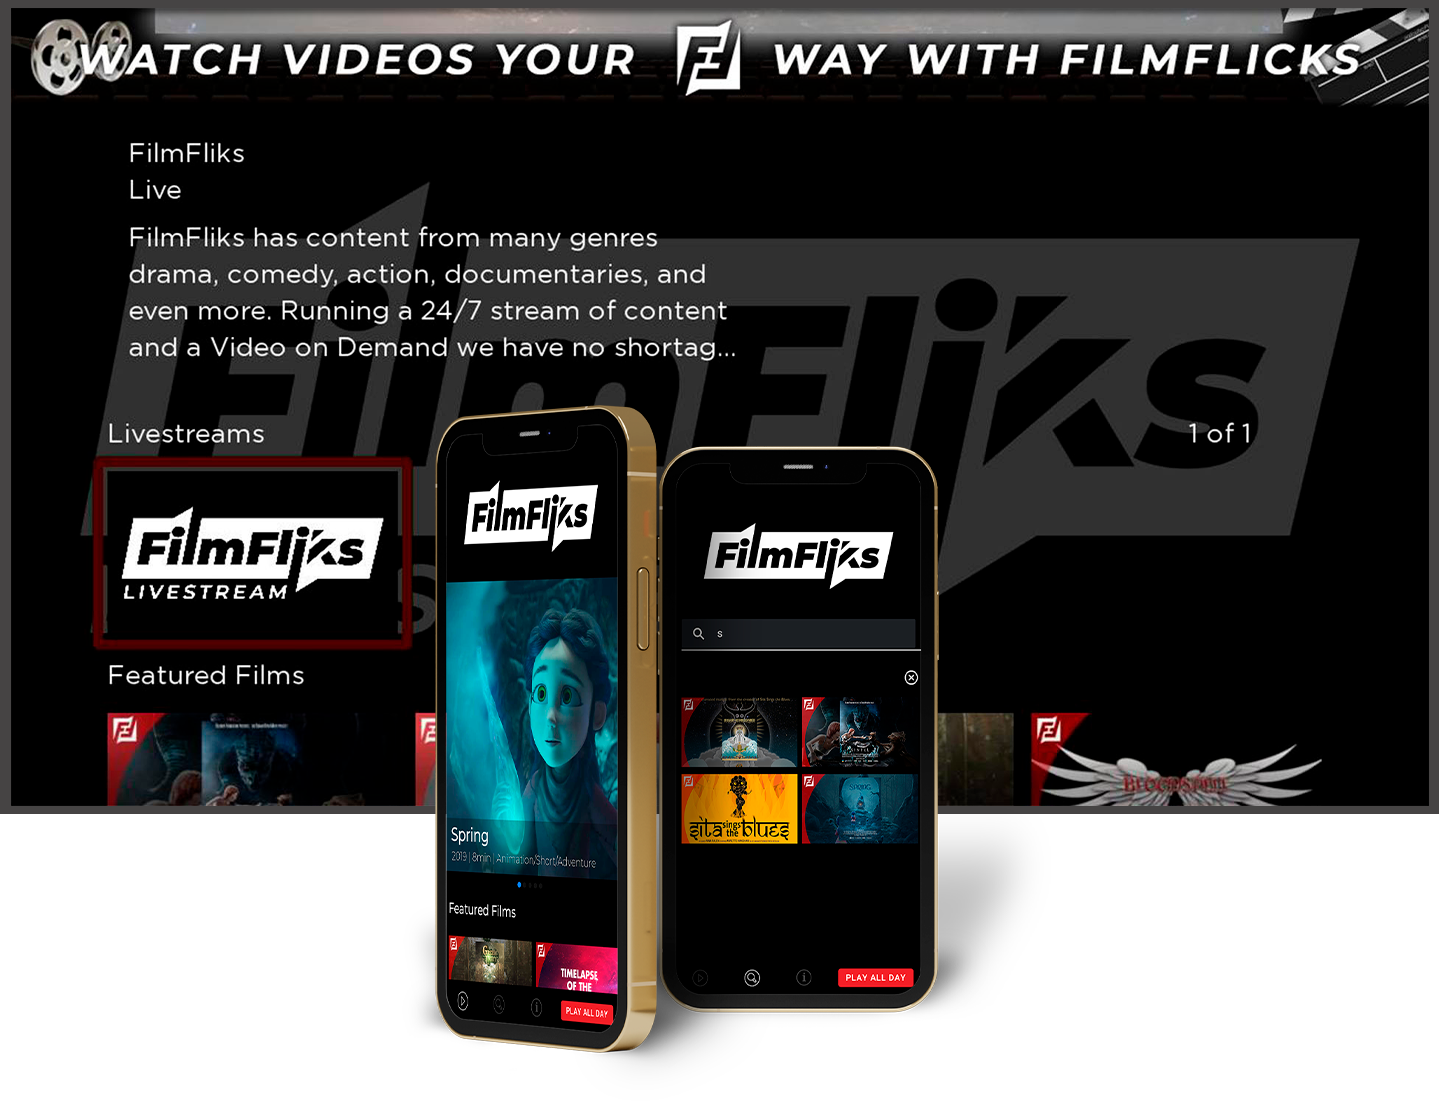 WATCH VIDEOS YOUR WAY WITH FILMFLICKS
FilmFliks
Live
FilmFliks has content from many genres
drama, comedy, action, documentaries, and
even more. Running a 24/7 stream of content
and a Video on Demand we have no shortag...
FilmFliks
Livestreams
1 of 1
FilmFliks
LIVESTREAM
Featured Films
BLOODSTAINED
FilmFliks
Spring
2019 | 8min | Animation/Short/Adventure
Featured Films
TIMELAPSE
OF THE
PLAY ALL DAY
FilmFliks
s
sita sings the blues
SPRING
PLAY ALL DAY